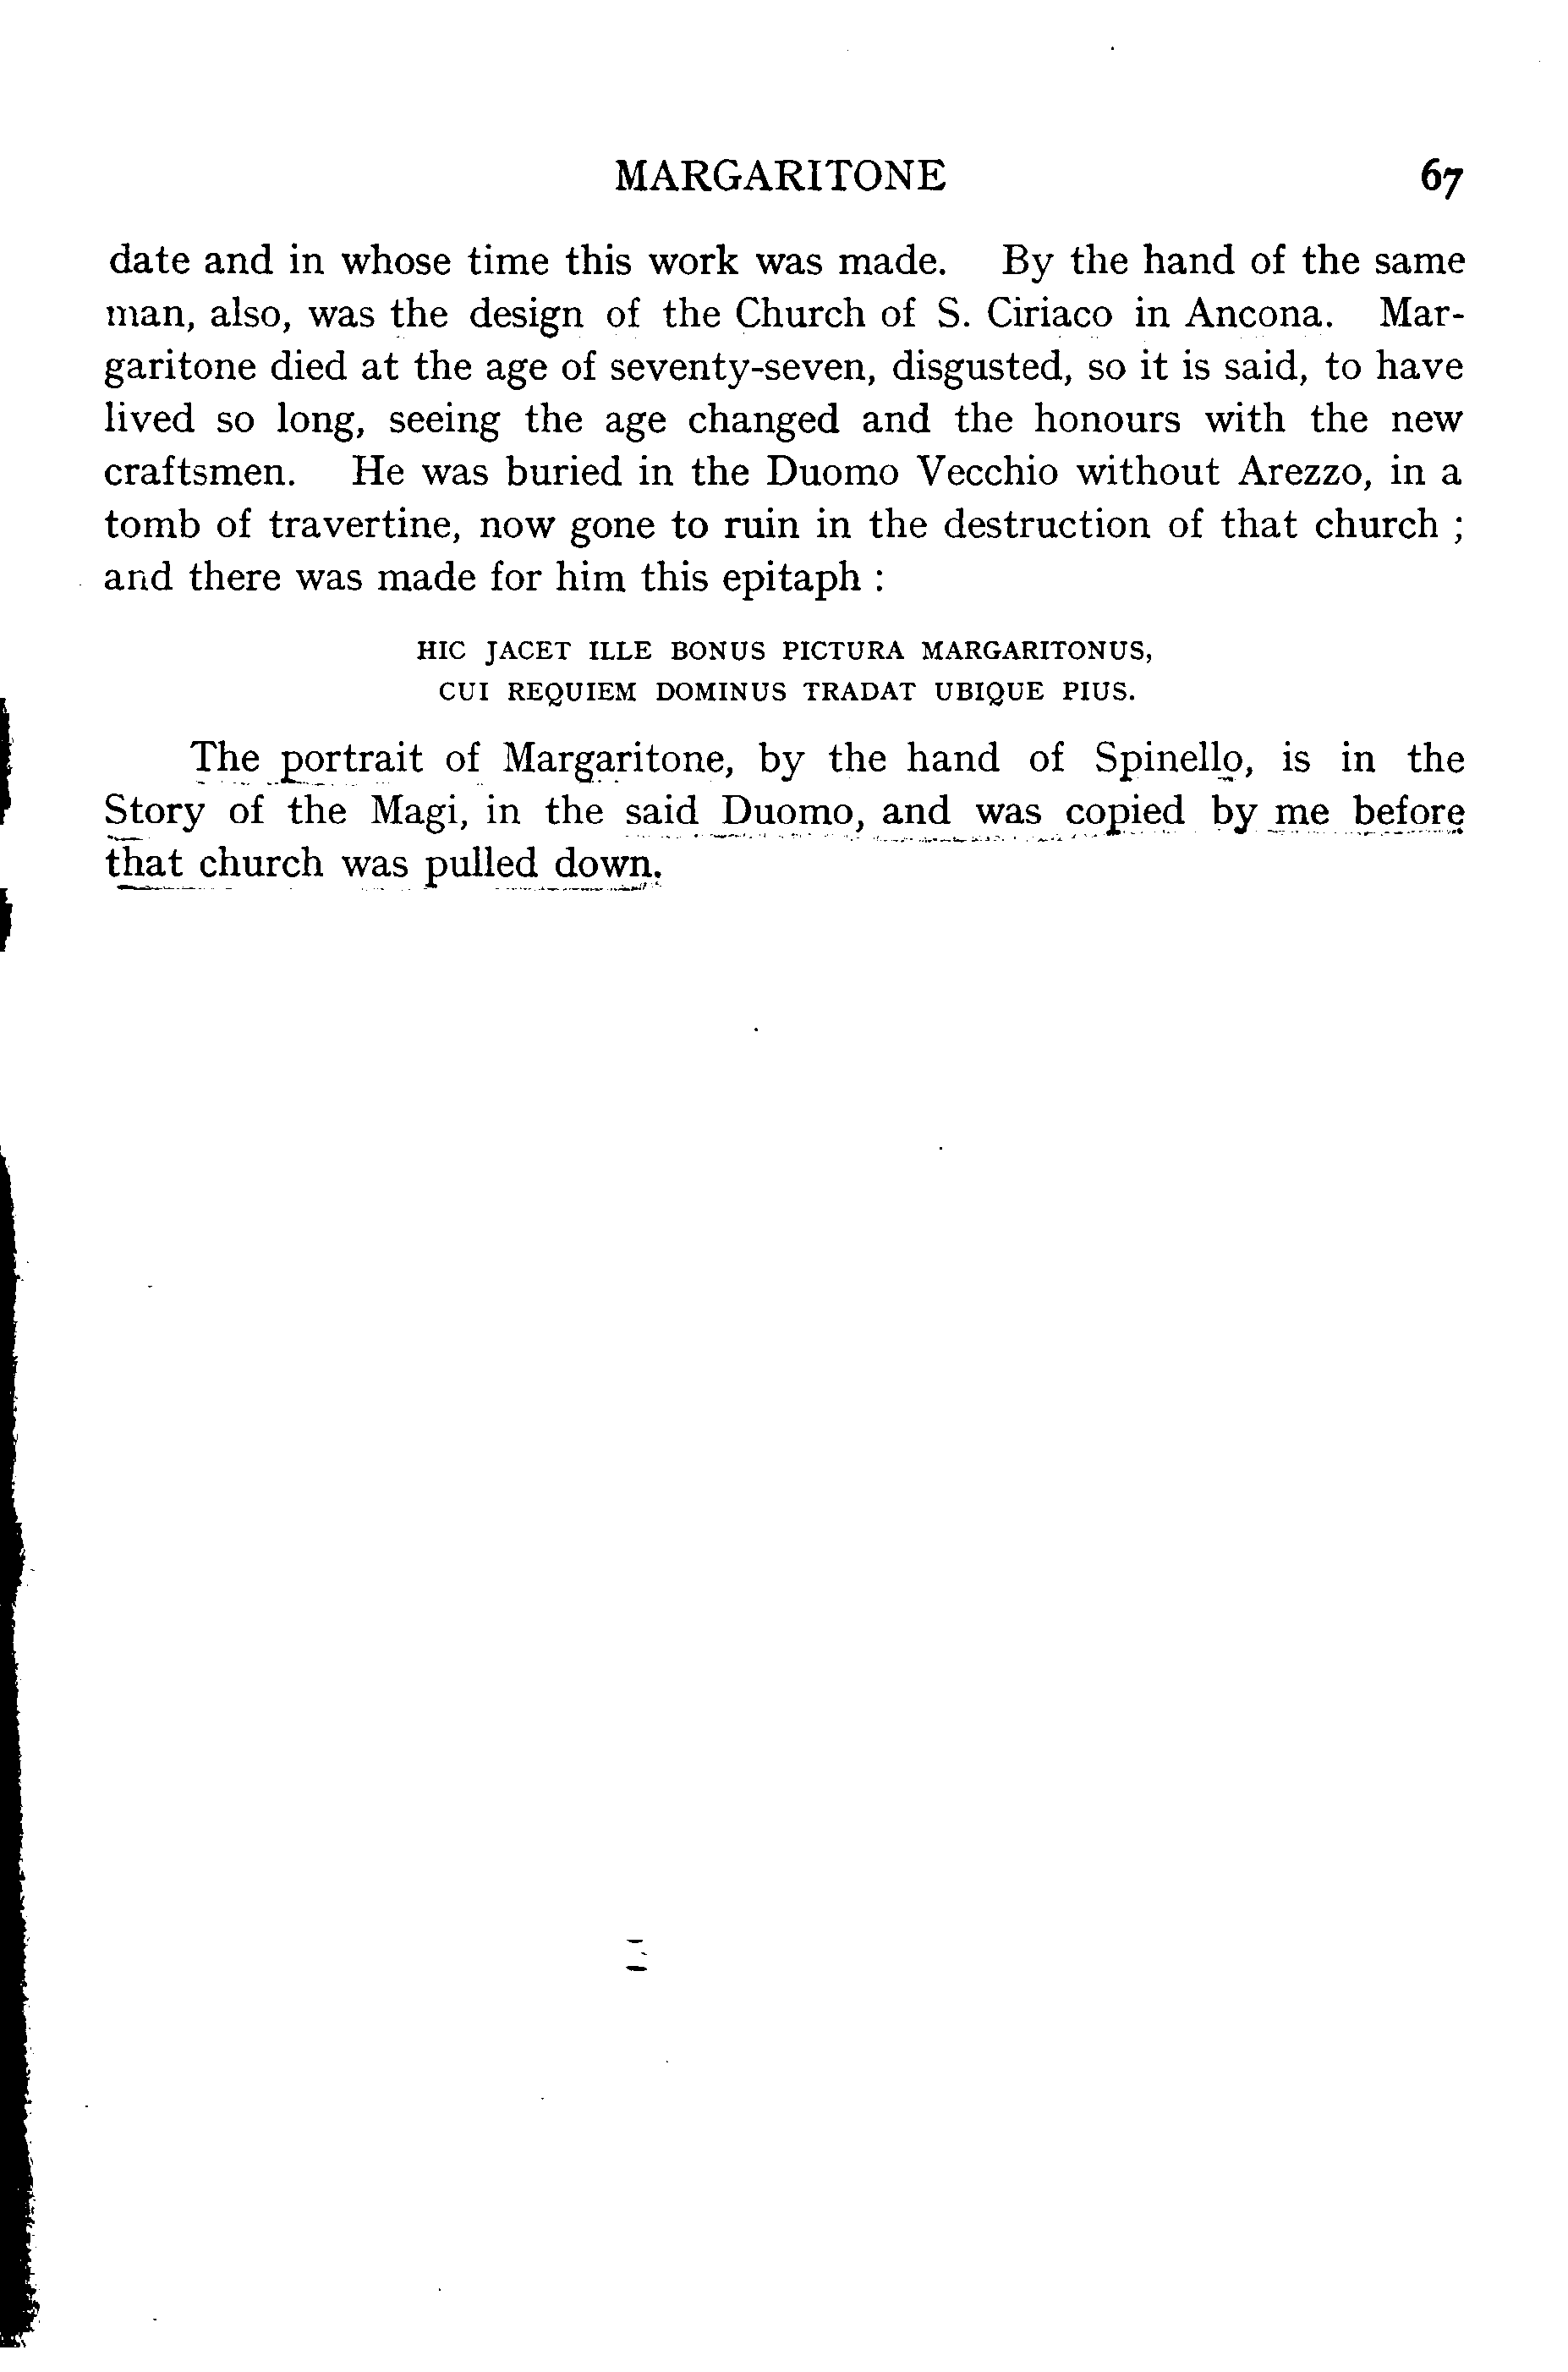 MARGARITONE 67
date and in whose time this work was made. By the hand of the same
man, also, was the design of the Church of S. Ciriaco in Ancona. Mar-
garitone died at the age of seventy-seven, disgusted, so it is said, to have
lived so long, seeing the age changed and the honours with the new
craftsmen. He was buried in the Duomo Vecchio without Arezzo, in a
tomb of travertine, now gone to ruin in the destruction of that church ;
and there was made for him this epitaph :
HIC JACET ILLE BONUS PICTURA MARGARITONUS,
CUI REQUIEM DOMINUS TRADAT UBIQUE PIUS.
The portrait of Margaritone, by the hand of Spinello, is in the
Story of the Magi, in the said Duomo, and was copied by me before
that church was pulled down.